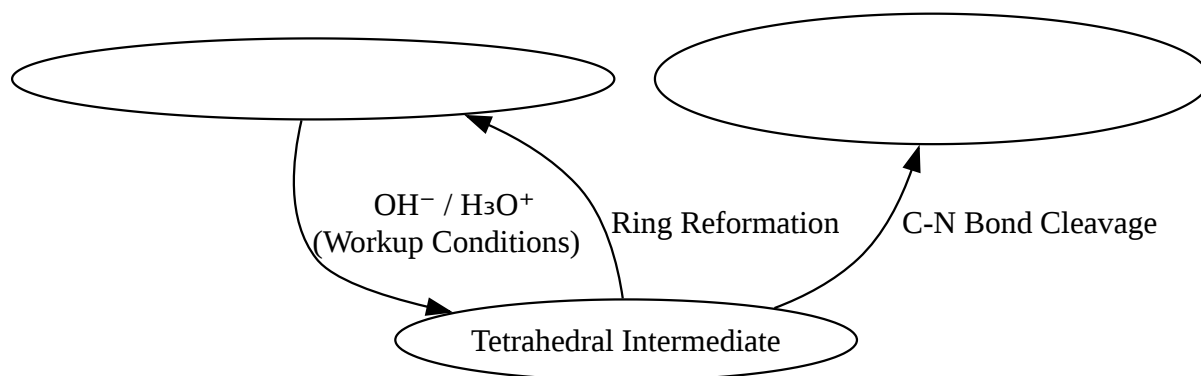 OH⁻ / H₃O⁺
(Workup Conditions)
Ring Reformation
C-N Bond Cleavage
Tetrahedral Intermediate